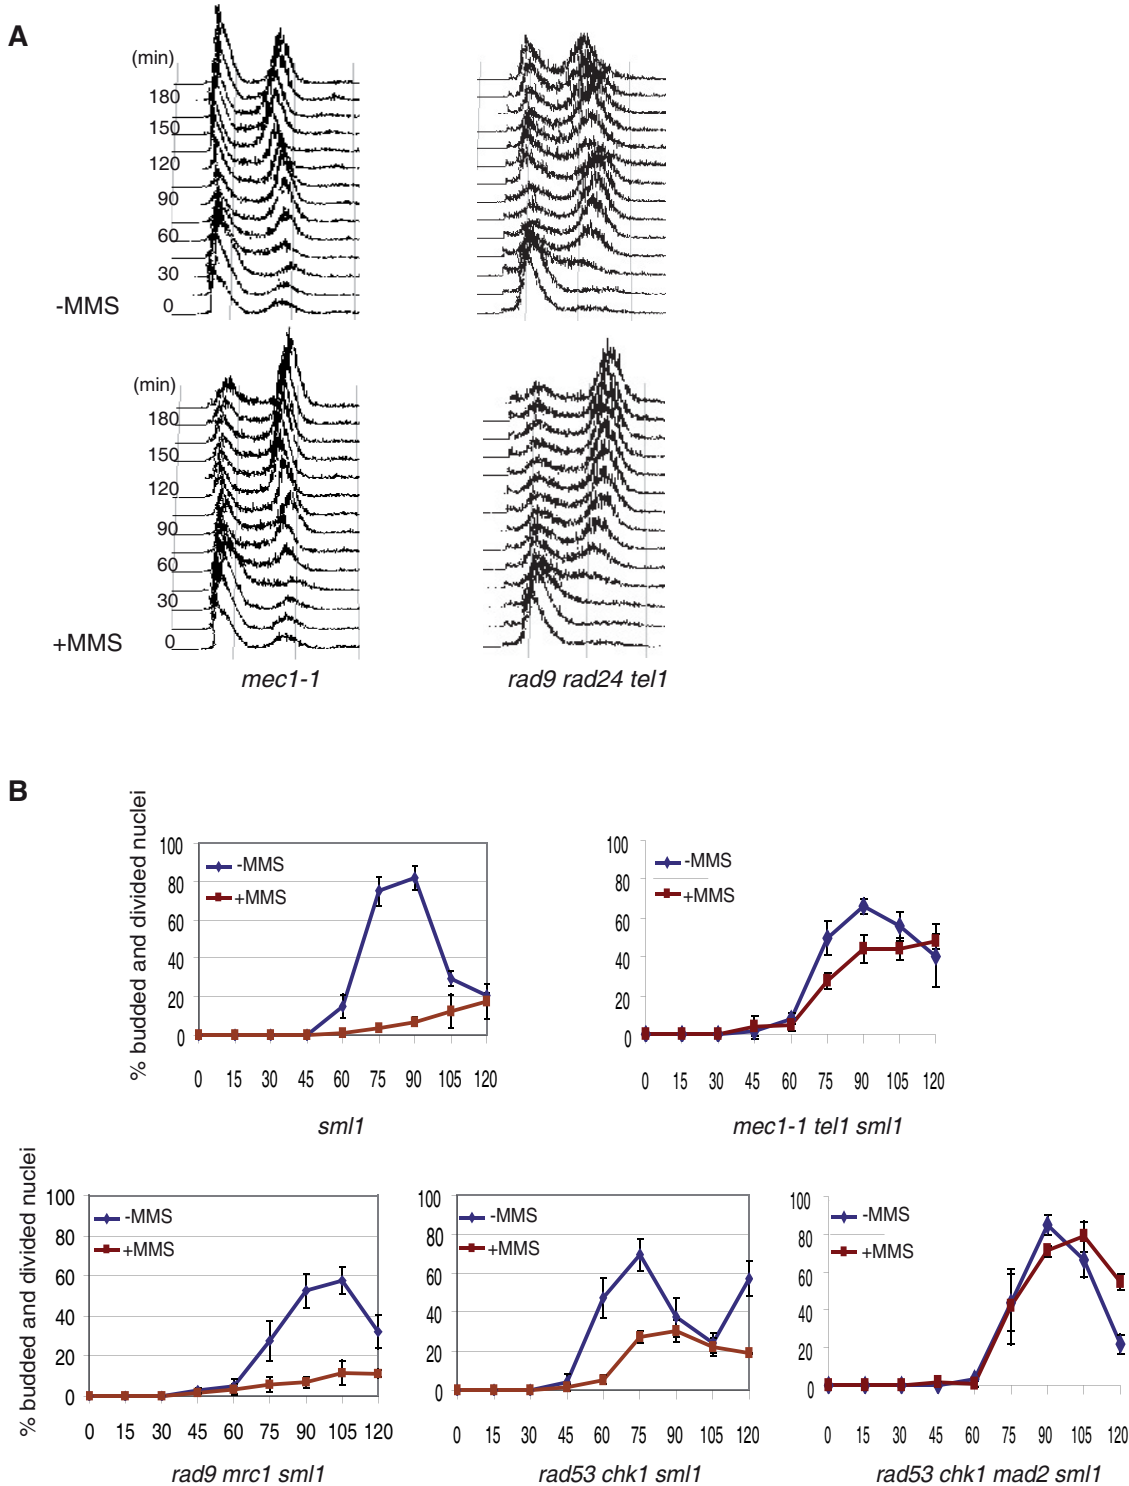 A
(min)
180
150
120
90
60
30
0
-MMS
(min)
180
150
120
90
60
30
0
+MMS
mec1-1
rad9 rad24 tel1
B
% budded and divided nuclei
100
80
60
40
20
0
-MMS
+MMS
0 15 30 45 60 75 90 105 120
sml1
100
80
60
40
20
0
-MMS
+MMS
0 15 30 45 60 75 90 105 120
mec1-1 tel1 sml1
% budded and divided nuclei
100
80
60
40
20
0
-MMS
+MMS
0 15 30 45 60 75 90 105 120
rad9 mrc1 sml1
100
80
60
40
20
0
-MMS
+MMS
0 15 30 45 60 75 90 105 120
rad53 chk1 sml1
100
80
60
40
20
0
-MMS
+MMS
0 15 30 45 60 75 90 105 120
rad53 chk1 mad2 sml1